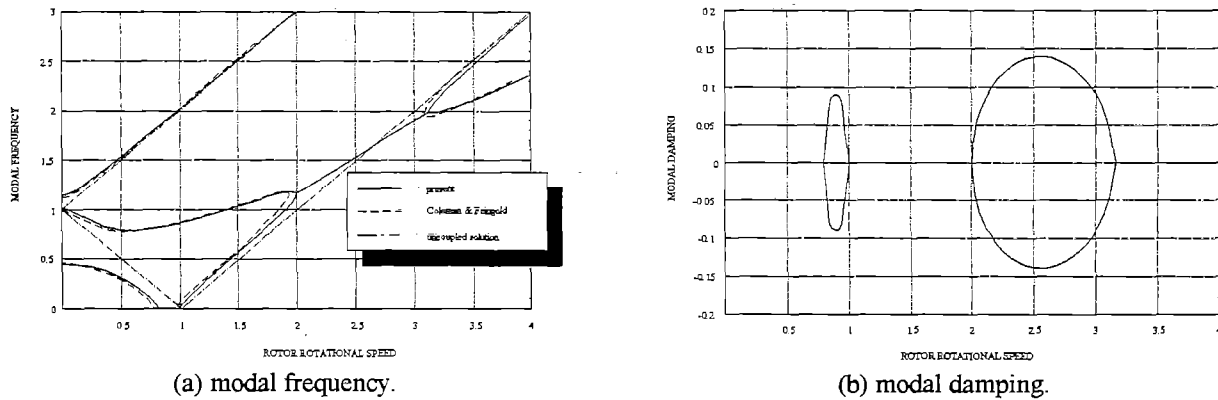 3
2.5
2
1.5
1
0.5
0
MODAL FREQUENCY
0.5 1 1.5 2 2.5 3 3.5 4
ROTOR ROTATIONAL SPEED
present
Coleman & Feingold
uncoupled solution
(a) modal frequency.
0.2
0.15
0.1
0.05
0
-0.05
-0.1
-0.15
-0.2
MODAL DAMPING
0.5 1 1.5 2 2.5 3 3.5 4
ROTOR ROTATIONAL SPEED
(b) modal damping.